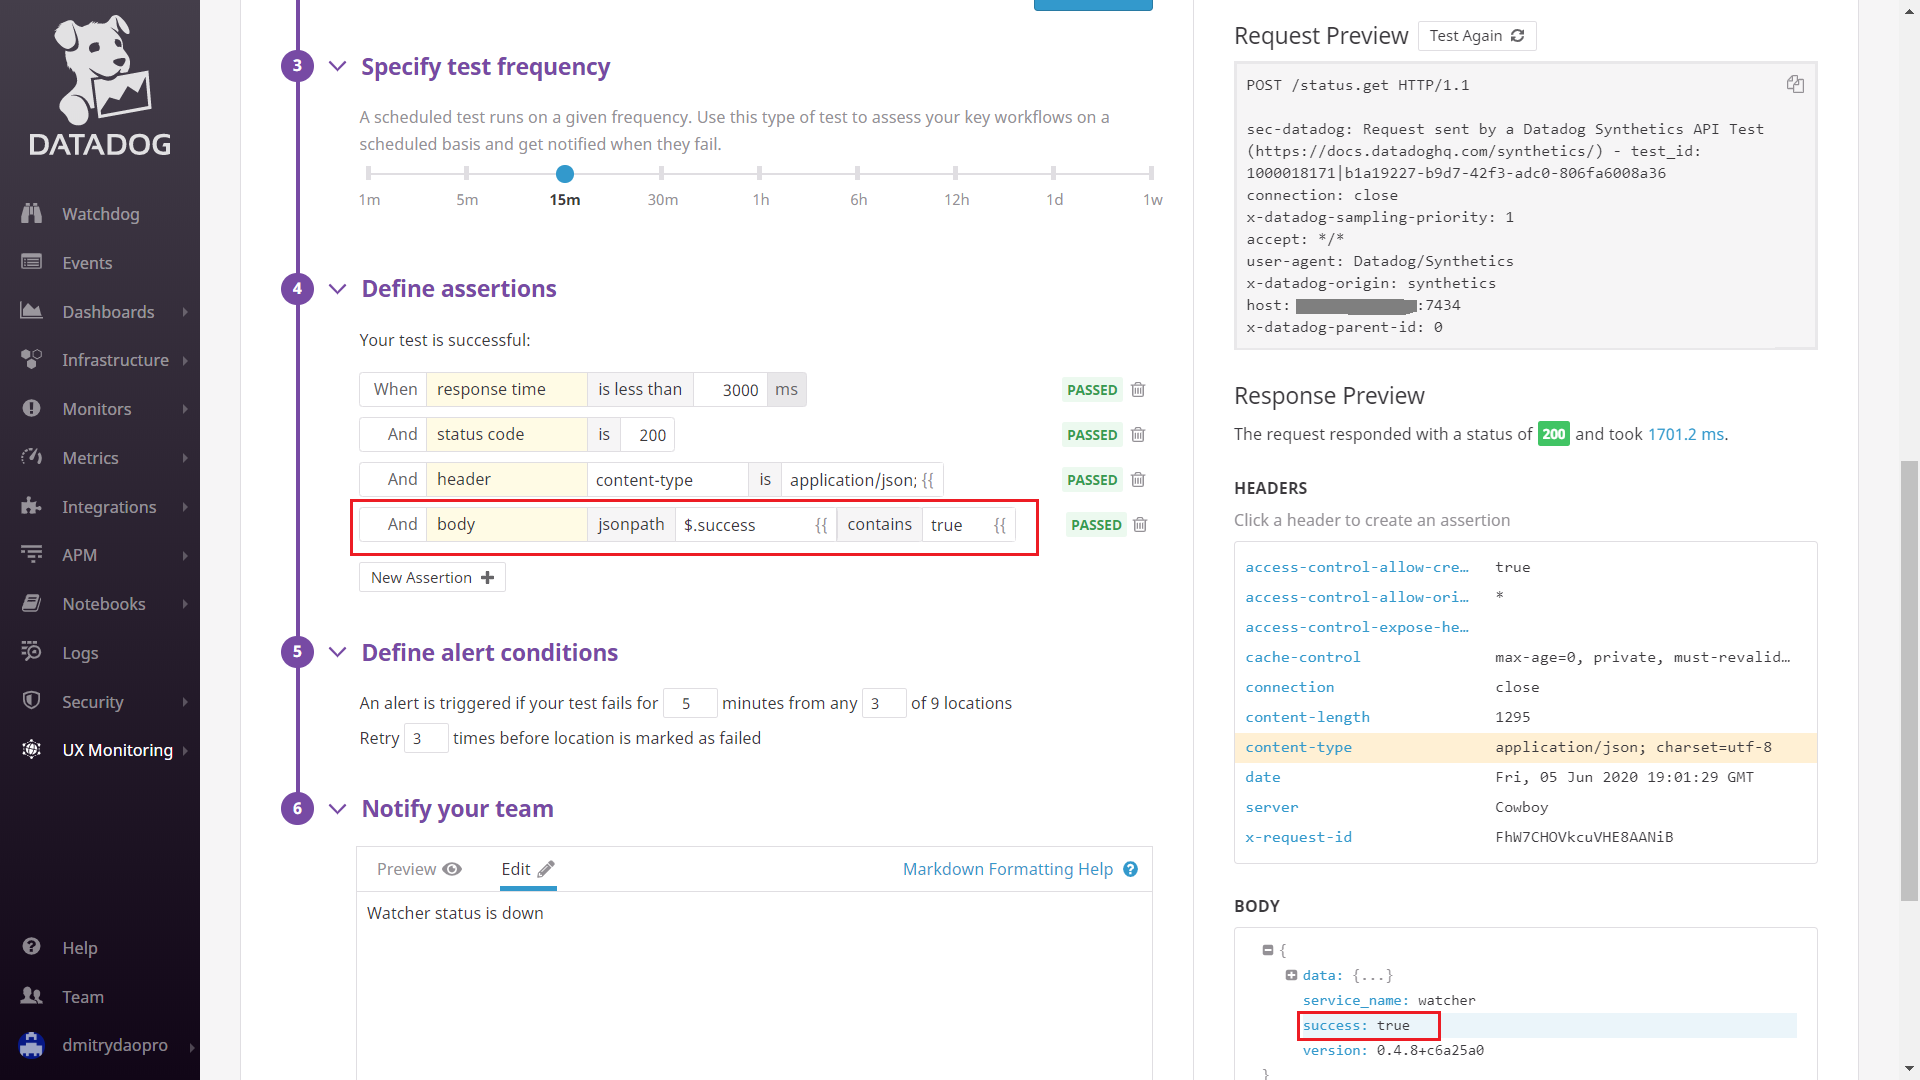 DATADOG
Watchdog
Events
Dashboards
Infrastructure
Monitors
Metrics
Integrations
APM
Notebooks
Logs
Security
UX Monitoring
Help
Team
dmitrydaopro
3 Specify test frequency
A scheduled test runs on a given frequency. Use this type of test to assess your key workflows on a
scheduled basis and get notified when they fail.
1m 5m 15m 30m 1h 6h 12h 1d 1w
4 Define assertions
Your test is successful:
When response time is less than 3000 ms PASSED
And status code is 200 PASSED
And header content-type is application/json; {{ PASSED
And body jsonpath $.success {{ contains true {{ PASSED
New Assertion +
5 Define alert conditions
An alert is triggered if your test fails for 5 minutes from any 3 of 9 locations
Retry 3 times before location is marked as failed
6 Notify your team
Preview Edit Markdown Formatting Help ?
Watcher status is down
Request Preview Test Again
POST /status.get HTTP/1.1
sec-datadog: Request sent by a Datadog Synthetics API Test
(https://docs.datadoghq.com/synthetics/) - test_id:
1000018171|b1a19227-b9d7-42f3-adc0-806fa6008a36
connection: close
x-datadog-sampling-priority: 1
accept: */*
user-agent: Datadog/Synthetics
x-datadog-origin: synthetics
host: :7434
x-datadog-parent-id: 0
Response Preview
The request responded with a status of 200 and took 1701.2 ms.
HEADERS
Click a header to create an assertion
access-control-allow-cre… true
access-control-allow-ori… *
access-control-expose-he…
cache-control max-age=0, private, must-revalid…
connection close
content-length 1295
content-type application/json; charset=utf-8
date Fri, 05 Jun 2020 19:01:29 GMT
server Cowboy
x-request-id FhW7CHOVkcuVHE8AANiB
BODY
{
data: {...}
service_name: watcher
success: true
version: 0.4.8+c6a25a0
}